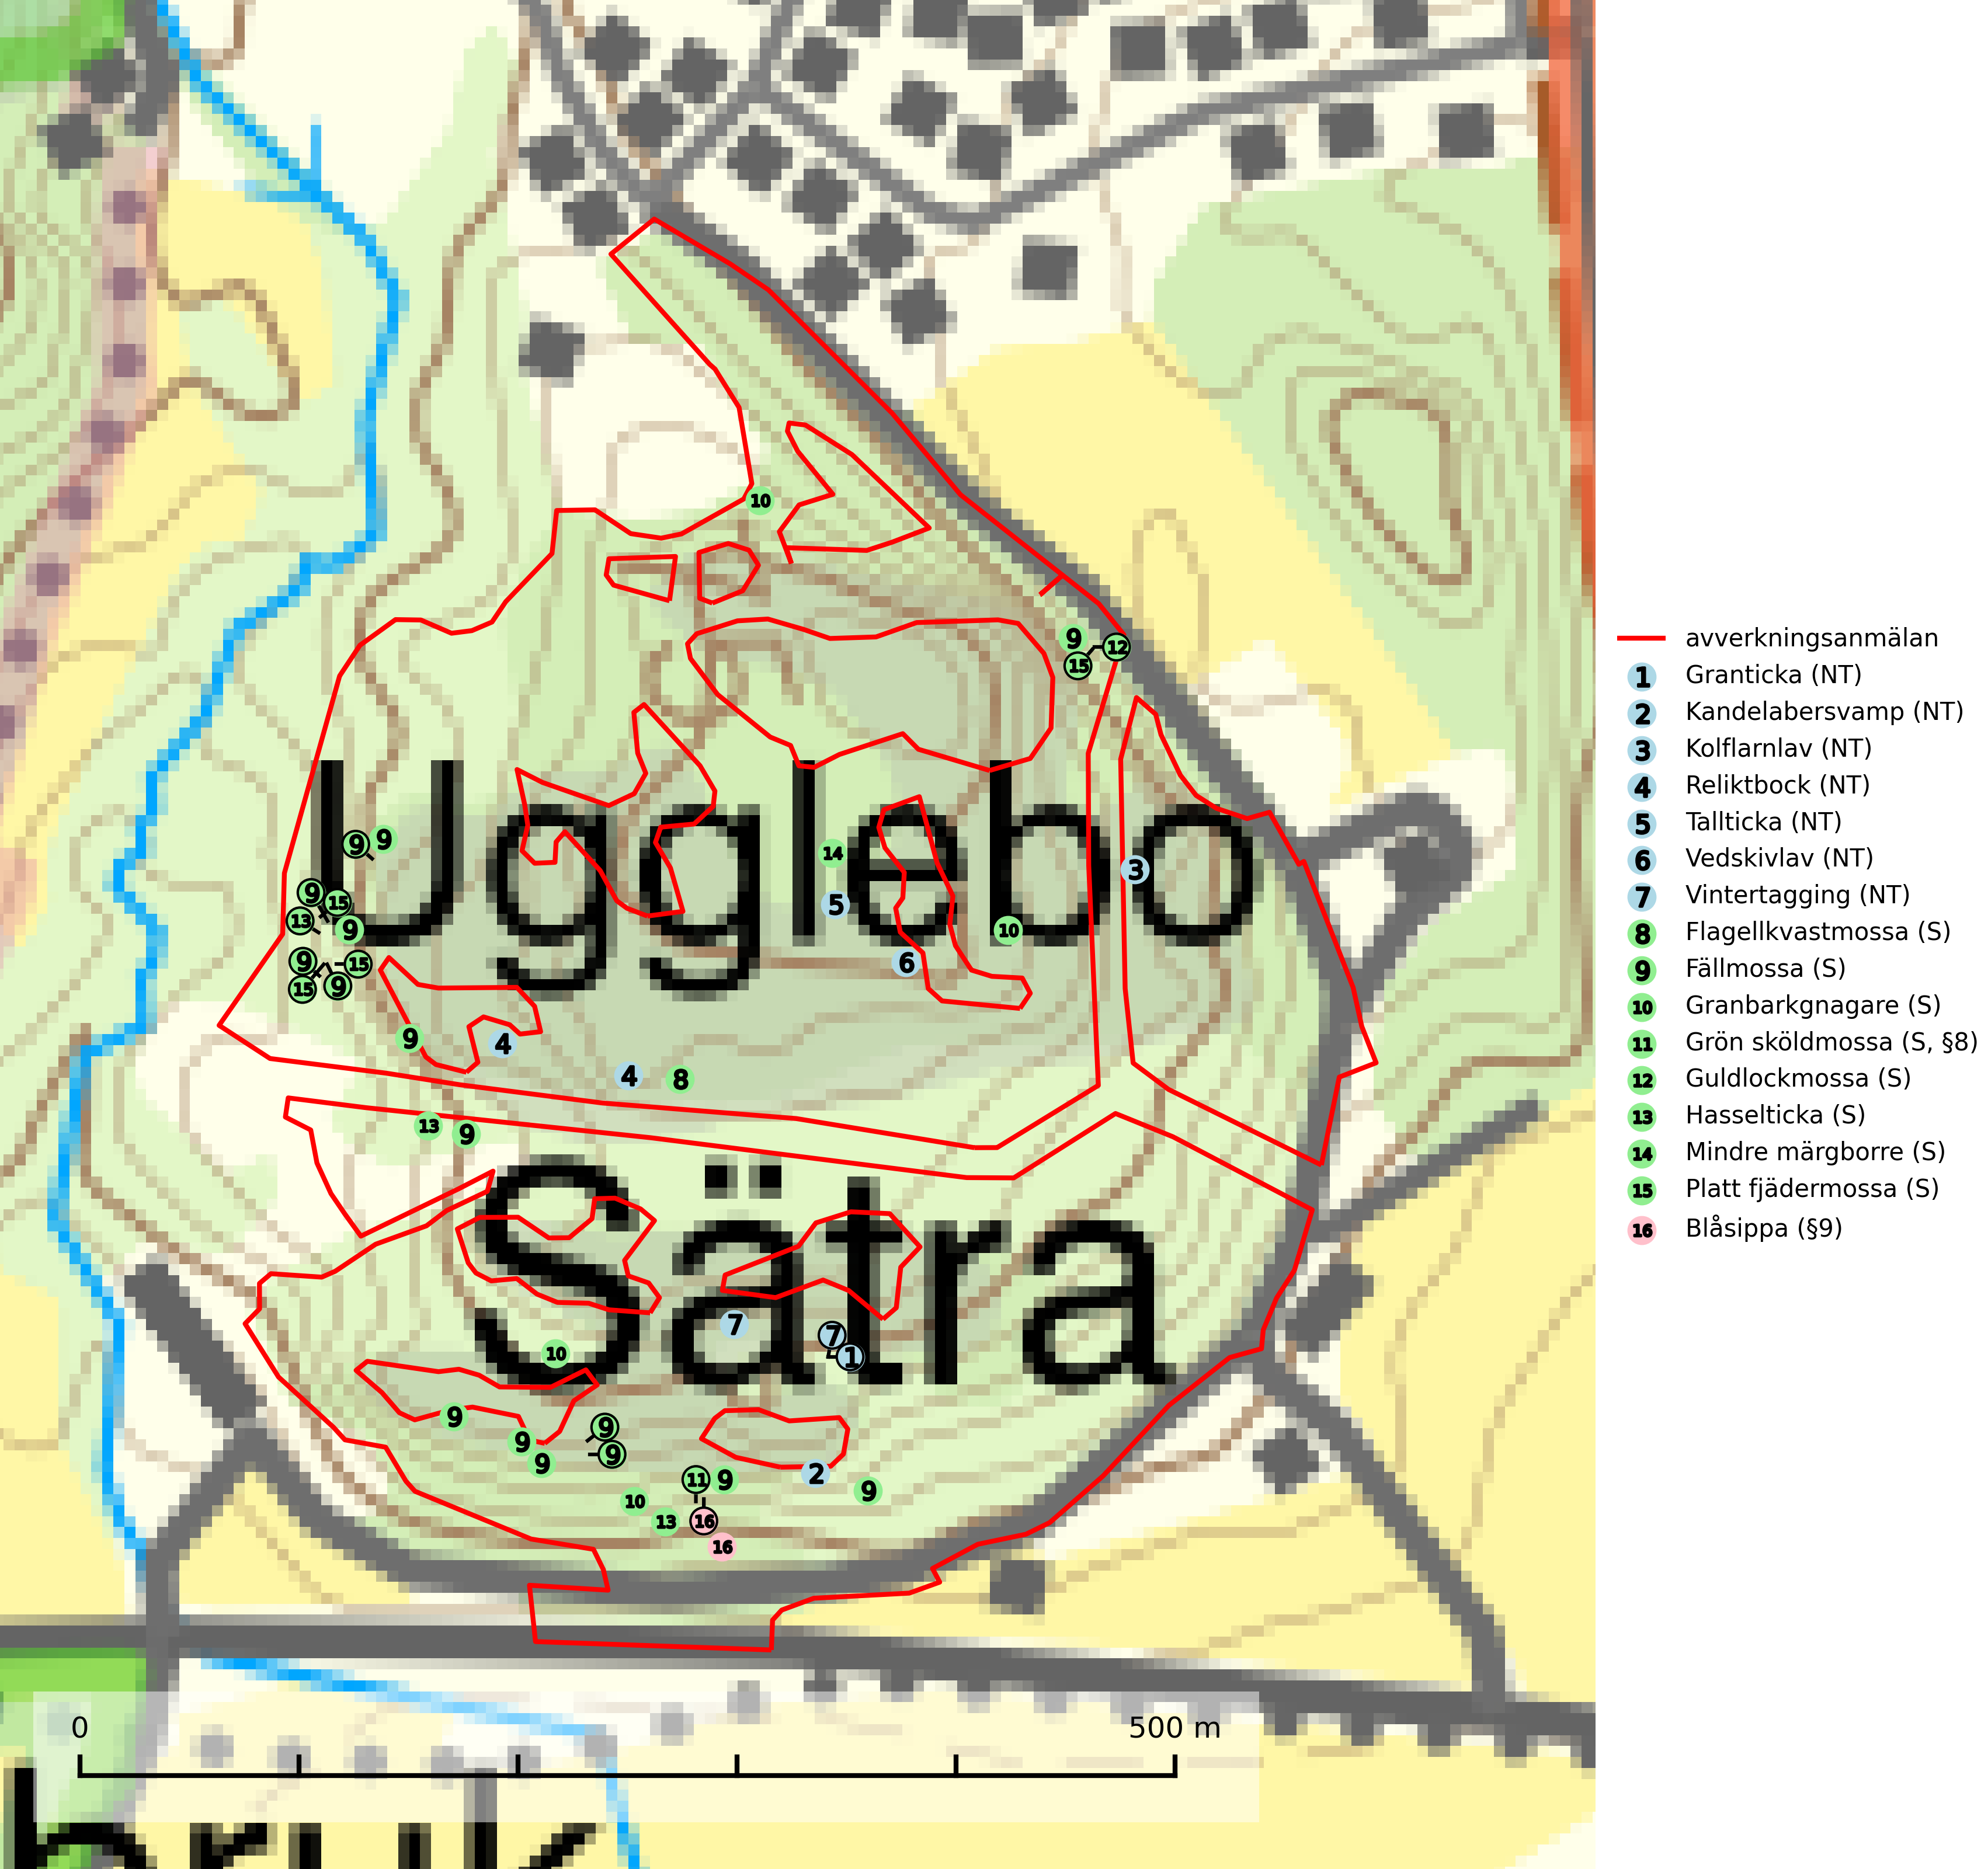 10
9
12
15
Ugglebo
14
9
9
3
9
15
5
13
9
10
9
15
6
15
9
9
4
4
8
13
9
Sätra
7
7
1
10
9
9
9
9
9
11
9
2
9
10
13
16
16
0
500 m
bruk
avverkningsanmälan
1 Granticka (NT)
2 Kandelabersvamp (NT)
3 Kolflarnlav (NT)
4 Reliktbock (NT)
5 Tallticka (NT)
6 Vedskivlav (NT)
7 Vintertagging (NT)
8 Flagellkvastmossa (S)
9 Fällmossa (S)
10 Granbarkgnagare (S)
11 Grön sköldmossa (S, §8)
12 Guldlockmossa (S)
13 Hasselticka (S)
14 Mindre märgborre (S)
15 Platt fjädermossa (S)
16 Blåsippa (§9)